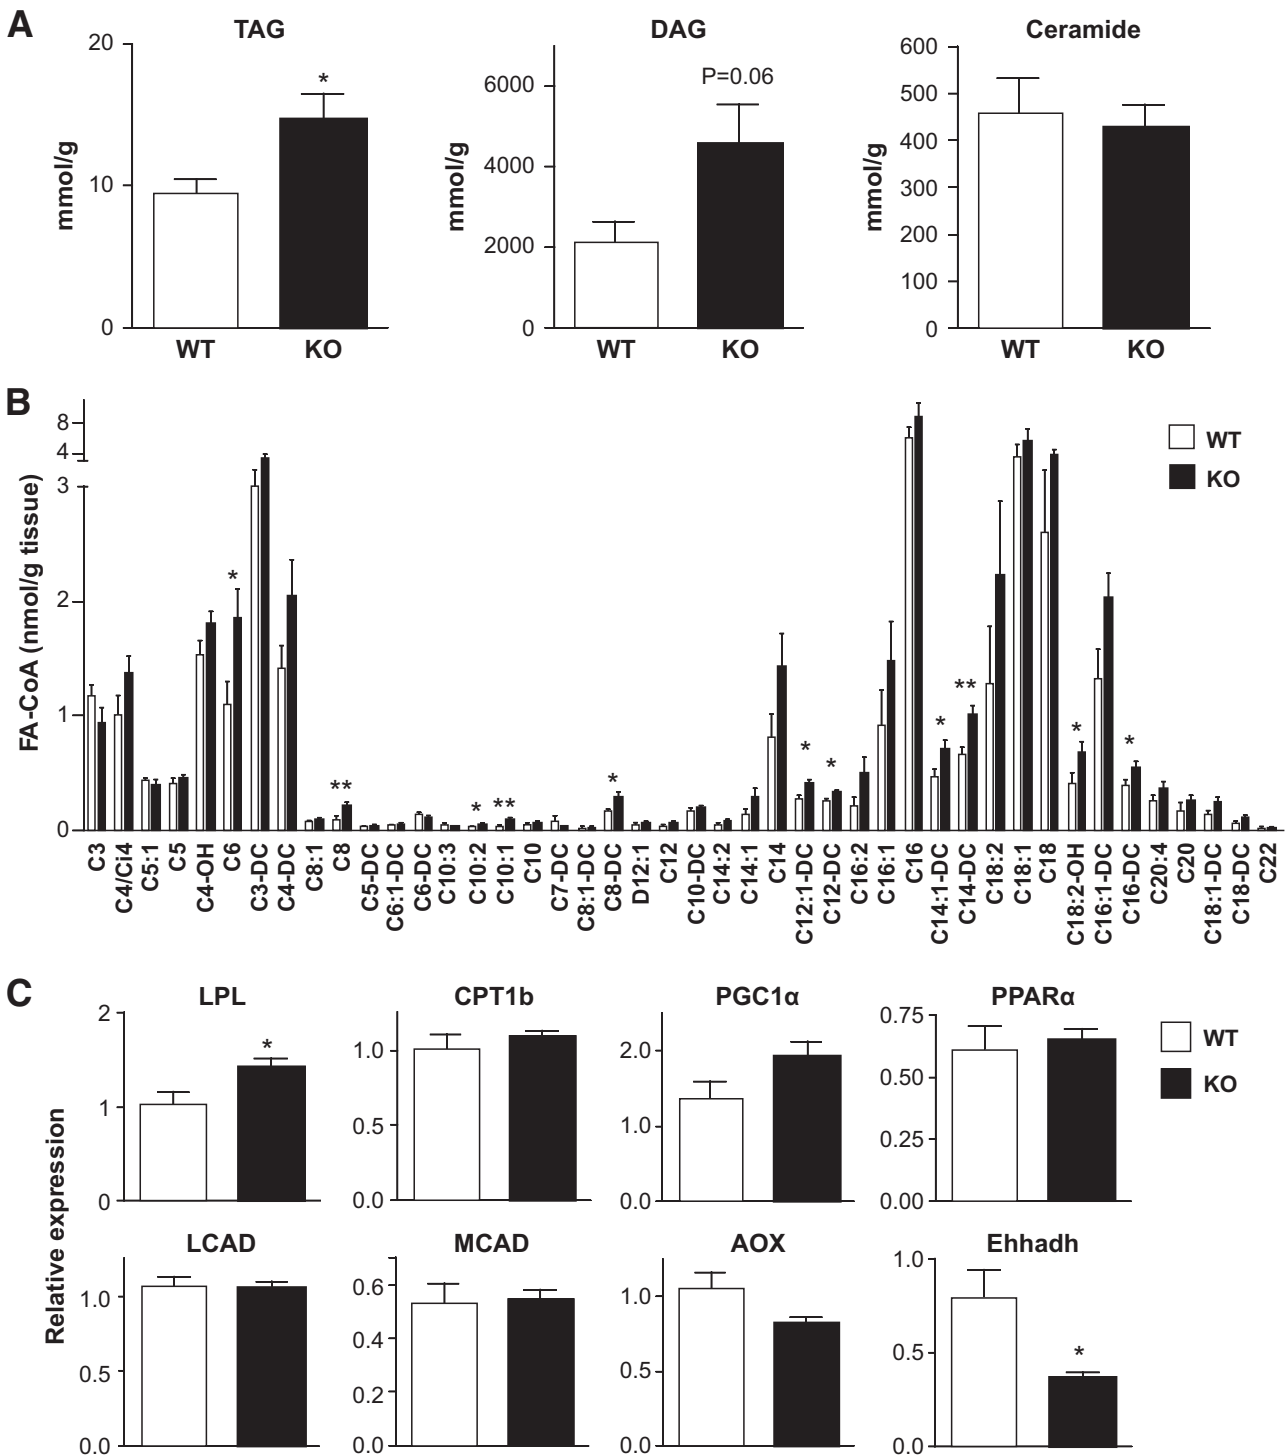 A
TAG
DAG
Ceramide
mmol/g
20
10
0
*
WT
KO
mmol/g
6000
4000
2000
0
P=0.06
WT
KO
mmol/g
600
500
400
300
200
100
0
WT
KO
B
FA-CoA (nmol/g tissue)
8
4
3
2
1
0
WT
KO
*
**
*
**
*
*
*
*
**
*
*
C3
C4/Ci4
C5:1
C5
C4-OH
C6
C3-DC
C4-DC
C8:1
C8
C5-DC
C6:1-DC
C6-DC
C10:3
C10:2
C10:1
C10
C7-DC
C8:1-DC
C8-DC
D12:1
C12
C10-DC
C14:2
C14:1
C14
C12:1-DC
C12-DC
C16:2
C16:1
C16
C14:1-DC
C14-DC
C18:2
C18:1
C18
C18:2-OH
C16:1-DC
C16-DC
C20:4
C20
C18:1-DC
C18-DC
C22
C
Relative expression
LPL
2
1
0
*
CPT1b
1.0
0.5
0.0
PGC1α
2.0
1.0
0.0
PPARα
0.75
0.50
0.25
0.00
WT
KO
LCAD
1.0
0.5
0.0
MCAD
0.6
0.4
0.2
0.0
AOX
1.0
0.5
0.0
Ehhadh
1.0
0.5
0.0
*